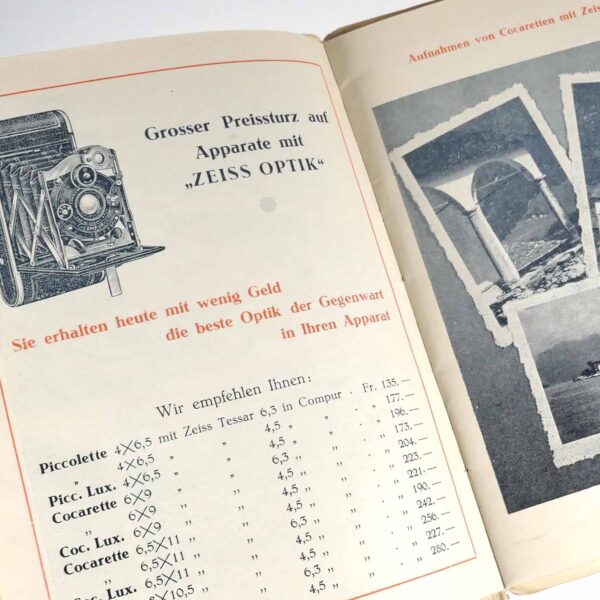 Grosser Preissturz auf
Apparate mit
„ZEISS OPTIK“
Sie erhalten heute mit wenig Geld
die beste Optik der Gegenwart
in Ihren Apparat
Wir empfehlen Ihnen:
Piccolette 4×6,5 mit Zeiss Tessar 6,3 in Compur . Fr. 135.—
„ 4×6,5 „ „ 4,5 „ „ . „ 177.—
Picc. Lux. 4×6,5 „ „ 4,5 „ „ . „ 196.—
Cocarette 6×9 „ „ 6,3 „ „ . „ 173.—
„ 6×9 „ „ 4,5 „ „ . „ 204.—
Coc. Lux. 6×9 „ „ 4,5 „ „ . „ 223.—
Cocarette 6,5×11 „ „ 4,5 „ „ . „ 221.—
„ 6,5×11 „ „ 6,3 „ „ . „ 190.—
6,5×11 „ „ 4,5 „ „ . „ 242.—
8×10,5 „ „ 4,5 „ „ . „ 256.—
6,3 „ „ . „ 227.—
4,5 „ „ . „ 280.—
Aufnahmen von Cocaretten mit Zeiss